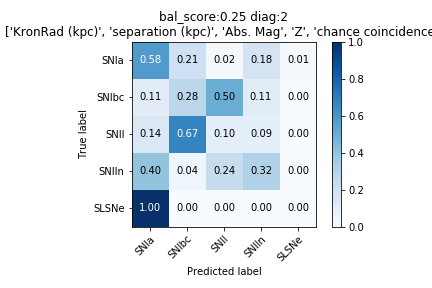 bal_score:0.25 diag:2
['KronRad (kpc)', 'separation (kpc)', 'Abs. Mag', 'Z', 'chance coincidence
True label
SNIa 0.58 0.21 0.02 0.18 0.01
SNIbc 0.11 0.28 0.50 0.11 0.00
SNII 0.14 0.67 0.10 0.09 0.00
SNIIn 0.40 0.04 0.24 0.32 0.00
SLSNe 1.00 0.00 0.00 0.00 0.00
SNIa SNIbc SNII SNIIn SLSNe
Predicted label
1.0
0.8
0.6
0.4
0.2
0.0